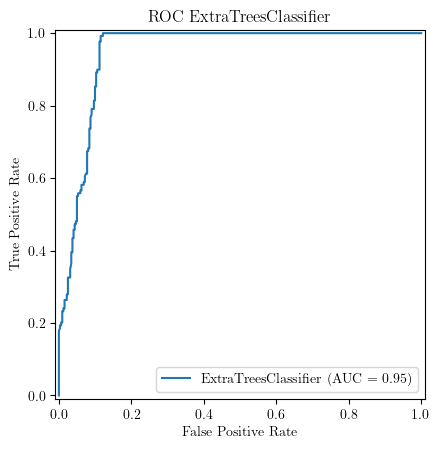 ROC ExtraTreesClassifier
1.0
0.8
0.6
0.4
0.2
0.0
True Positive Rate
ExtraTreesClassifier (AUC = 0.95)
0.0 0.2 0.4 0.6 0.8 1.0
False Positive Rate